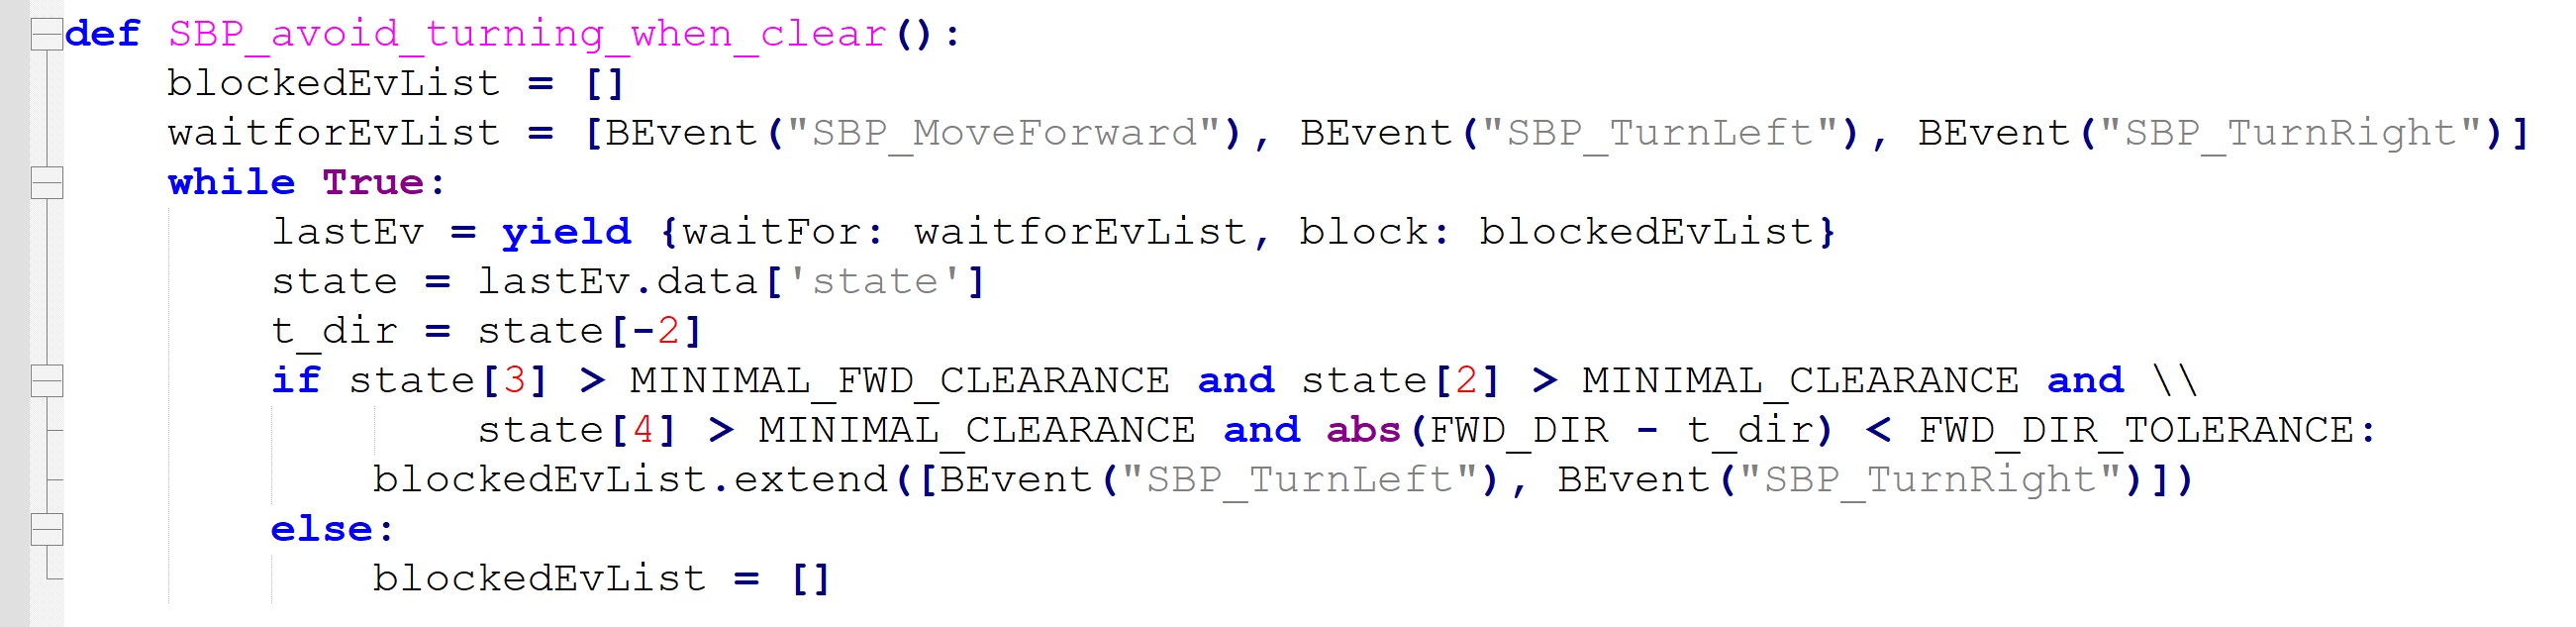 def SBP_avoid_turning_when_clear():
    blockedEvList = []
    waitforEvList = [BEvent("SBP_MoveForward"), BEvent("SBP_TurnLeft"), BEvent("SBP_TurnRight")]
    while True:
        lastEv = yield {waitFor: waitforEvList, block: blockedEvList}
        state = lastEv.data['state']
        t_dir = state[-2]
        if state[3] > MINIMAL_FWD_CLEARANCE and state[2] > MINIMAL_CLEARANCE and \\
                state[4] > MINIMAL_CLEARANCE and abs(FWD_DIR - t_dir) < FWD_DIR_TOLERANCE:
            blockedEvList.extend([BEvent("SBP_TurnLeft"), BEvent("SBP_TurnRight")])
        else:
            blockedEvList = []